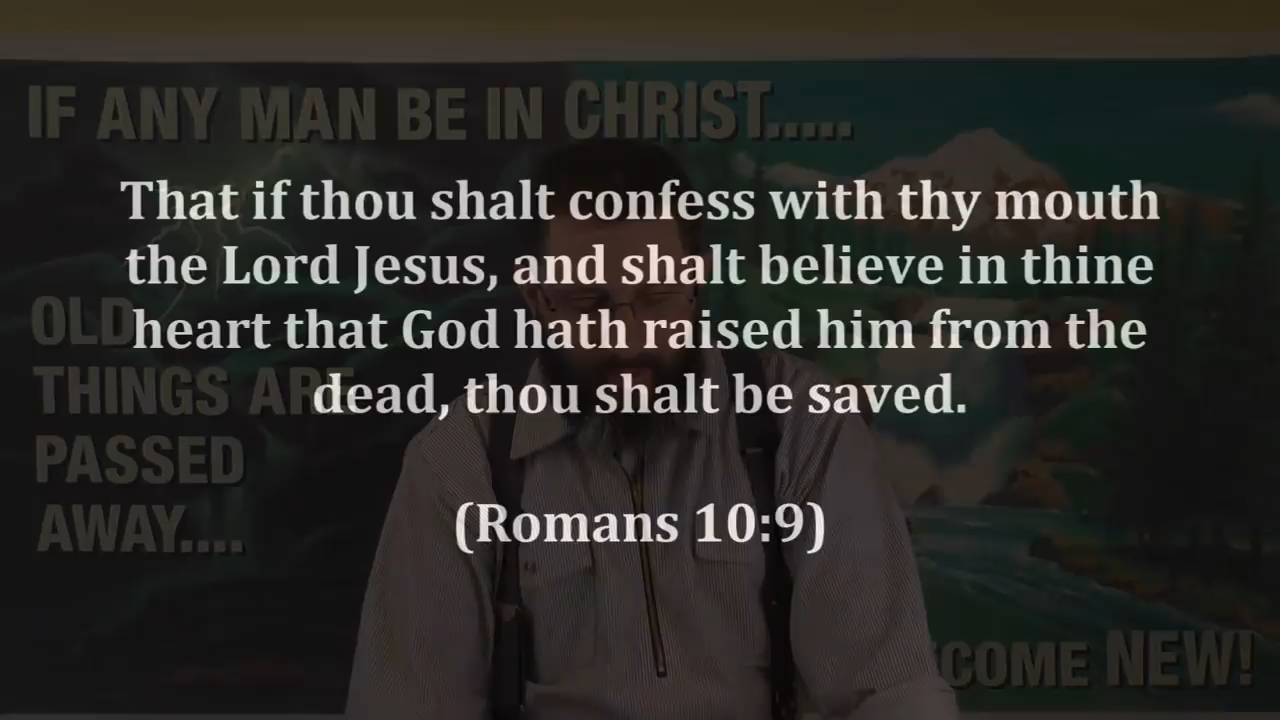 IF ANY MAN BE IN CHRIST.....
That if thou shalt confess with thy mouth
the Lord Jesus, and shalt believe in thine
heart that God hath raised him from the
dead, thou shalt be saved.
(Romans 10:9)
OLD
THINGS ARE
PASSED
AWAY....
COME NEW!